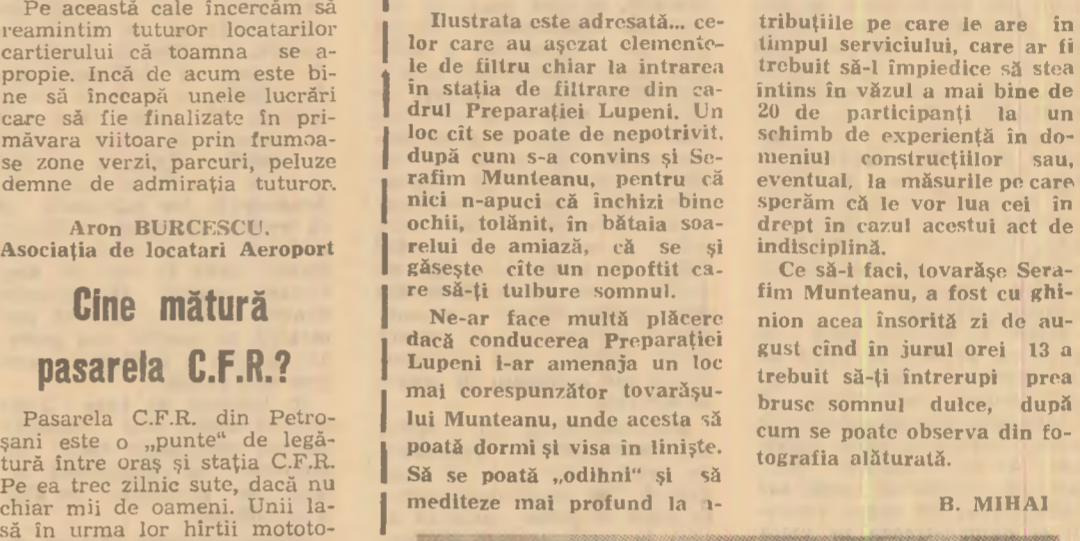 Pe această cale încercăm să
reamintim tuturor locatarilor
cartierului că toamna se a-
propie. Incă de acum este bi-
ne să înceapă unele lucrări
care să fie finalizate în pri-
măvara viitoare prin frumoa-
se zone verzi, parcuri, peluze
demne de admirația tuturor.
Aron BURCESCU,
Asociația de locatari Aeroport
Cine mătură
pasarela C.F.R.?
Pasarela C.F.R. din Petro-
șani este o „punte“ de legă-
tură între oraș și stația C.F.R.
Pe ea trec zilnic sute, dacă nu
chiar mii de oameni. Unii la-
să în urma lor hîrtii mototo-
Ilustrata este adresată... ce-
lor care au așezat elemente-
le de filtru chiar la intrarea
în stația de filtrare din ca-
drul Preparației Lupeni. Un
loc cît se poate de nepotrivit,
după cum s-a convins și Se-
rafim Munteanu, pentru că
nici n-apuci că închizi bine
ochii, tolănit, în bătaia soa-
relui de amiază, că se și
găsește cîte un nepoftit ca-
re să-ți tulbure somnul.
Ne-ar face multă plăcere
dacă conducerea Preparației
Lupeni i-ar amenaja un loc
mai corespunzător tovarășu-
lui Munteanu, unde acesta să
poată dormi și visa în liniște.
Să se poată „odihni“ și să
mediteze mai profund la a-
tribuțiile pe care le are în
timpul serviciului, care ar fi
trebuit să-l împiedice să stea
întins în văzul a mai bine de
20 de participanți la un
schimb de experiență în do-
meniul construcțiilor sau,
eventual, la măsurile pe care
sperăm că le vor lua cei în
drept în cazul acestui act de
indisciplină.
Ce să-i faci, tovarășe Sera-
fim Munteanu, a fost cu ghi-
nion acea însorită zi de au-
gust cînd în jurul orei 13 a
trebuit să-ți întrerupi prea
brusc somnul dulce, după
cum se poate observa din fo-
tografia alăturată.
B. MIHAI